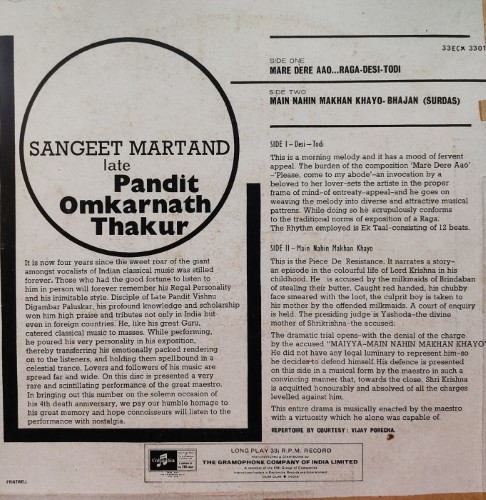 33ECX 3301
SIDE ONE
MARE DERE AAO...RAGA-DESI-TODI
SIDE TWO
MAIN NAHIN MAKHAN KHAYO-BHAJAN (SURDAS)
SANGEET MARTAND
late
Pandit
Omkarnath
Thakur
It is now four years since the sweet roar of the giant
amongst vocalists of Indian classical music was stilled
forever. Those who had the good fortune to listen to
him in person will forever remember his Regal Personality
and his inimitable style. Disciple of Late Pandit Vishnu
Digambar Paluskar, his profound knowledge and scholarship
won him high praise and tributes not only in India but
even in foreign countries. He, like his great Guru,
catered classical music to masses. While performing,
he poured his very personality in his exposition,
thereby transferring his emotionally packed rendering
on to the listeners, and holding them spellbound in a
celestial trance. Lovers and followers of his music are
spread far and wide. On this disc is presented a very
rare and scintillating performance of the great maestro.
In bringing out this number on the solemn occasion of
his 4th death anniversary, we pay our humble homage to
his great memory and hope connoisseurs will listen to the
performance with nostalgia.
SIDE I - Desi - Todi
This is a morning melody and it has a mood of fervent
appeal. The burden of the composition 'Mare Dere Aao'
-'Please, come to my abode'-an invocation by a
beloved to her lover-sets the artiste in the proper
frame of mind-of entreaty-appeal-and he goes on
weaving the melody into diverse and attractive musical
patterns. While doing so he scrupulously conforms
to the traditional norms of exposition of a Raga.
The Rhythm employed is Ek Taal-consisting of 12 beats.
SIDE II - Main Nahin Makhan Khayo
This is the Piece De Resistance. It narrates a story-
an episode in the colourful life of Lord Krishna in his
childhood. He is accused by the milkmaids of Brindaban
of stealing their butter. Caught red handed, his chubby
face smeared with the loot, the culprit boy is taken to
his mother by the offended milkmaids. A court of enquiry
is held. The presiding judge is Yashoda-the divine
mother of Shrikrishna-the accused.
The dramatic trial opens-with the denial of the charge
by the accused "MAIYYA-MAIN NAHIN MAKHAN KHAYO"
He did not have any legal luminary to represent him-so
he decides to defend himself. His defence is presented
on this side in a musical form by the maestro in such a
convincing manner that, towards the close, Shri Krishna
is acquitted honourably and absolved of all the charges
levelled against him.
This entire drama is musically enacted by the maestro
with a virtuosity which he alone was capable of.
REPERTOIRE BY COURTESY: VIJAY PORECHA.
Columbia
LONG PLAY 33⅓ R.P.M. RECORD
THE GRAMOPHONE COMPANY OF INDIA LIMITED
DUM DUM INDIA
PRATWELL